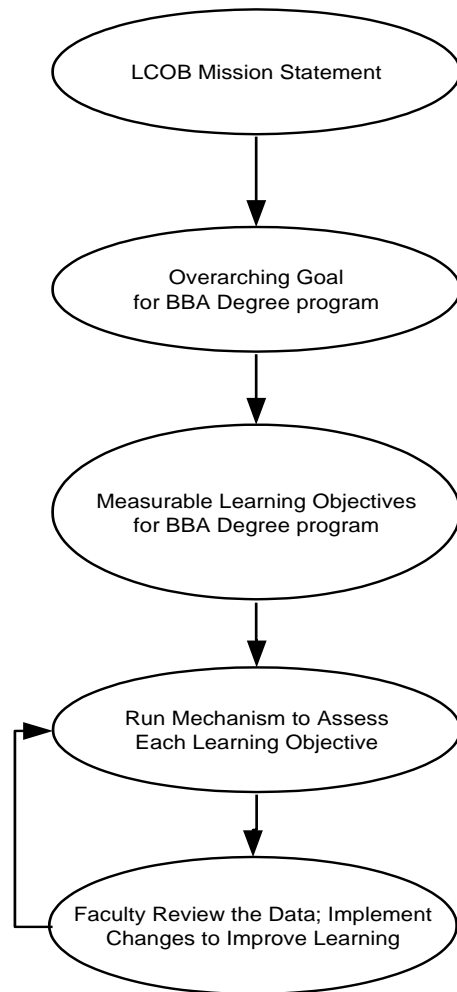 LCOB Mission Statement
Overarching Goal
for BBA Degree program
Measurable Learning Objectives
for BBA Degree program
Run Mechanism to Assess
Each Learning Objective
Faculty Review the Data; Implement
Changes to Improve Learning